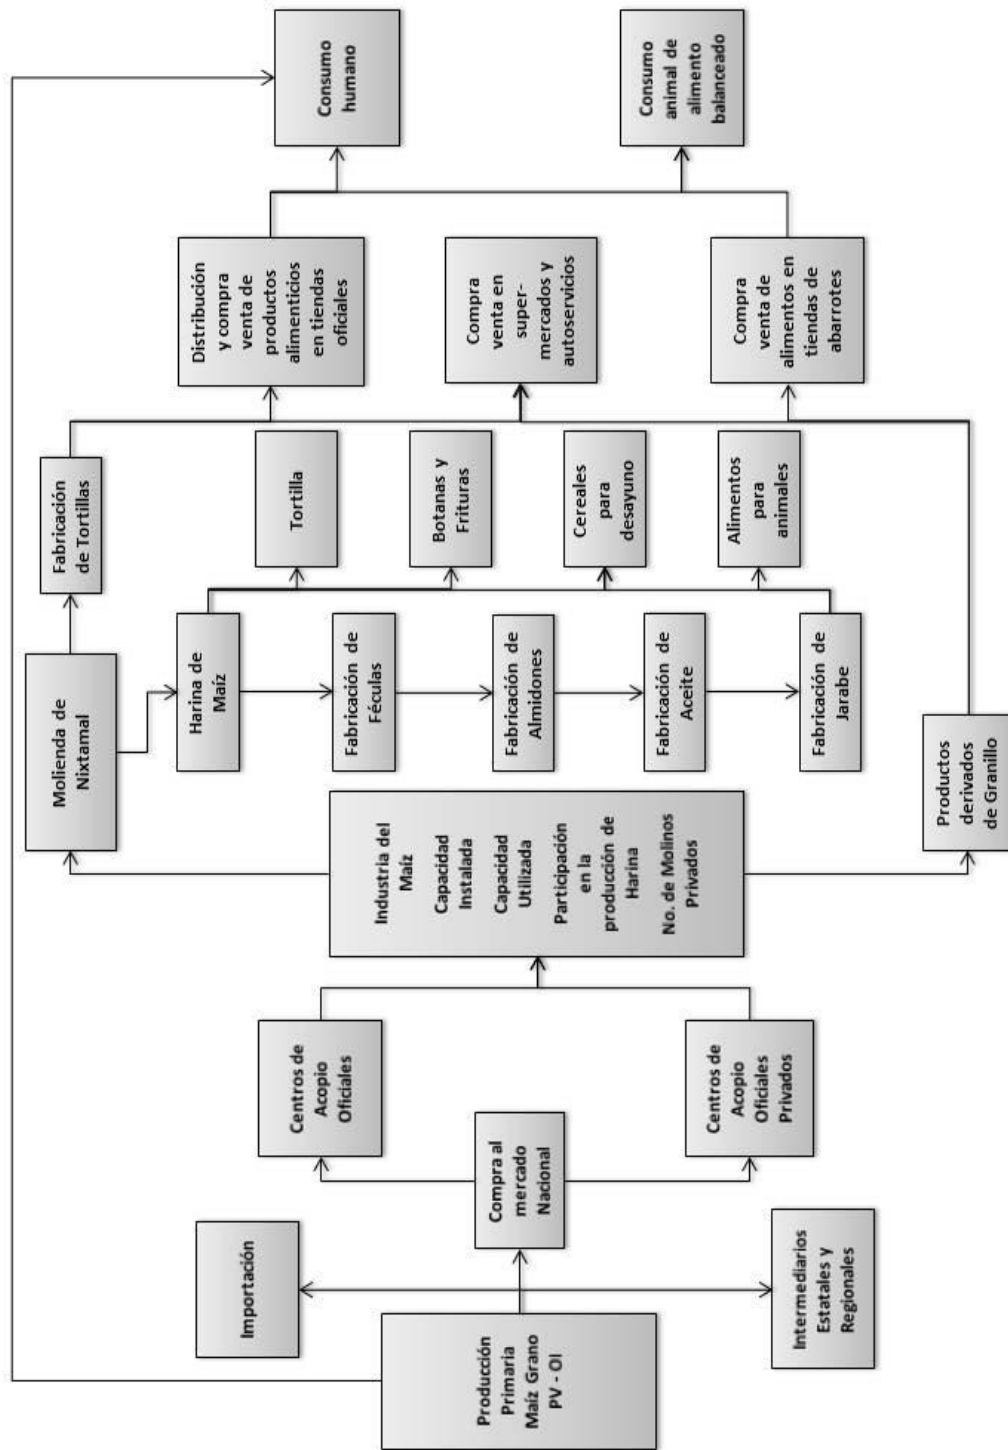 Producción
Primaria
Maíz Grano
PV - OI
Importación
Intermediarios
Estatales y
Regionales
Compra al
mercado
Nacional
Centros de
Acopio
Oficiales
Centros de
Acopio
Oficiales
Privados
Industria del
Maíz
Capacidad
Instalada
Capacidad
Utilizada
Participación
en la
producción de
Harina
No. de Molinos
Privados
Molienda de
Nixtamal
Productos
derivados
de Granillo
Harina de
Maíz
Fabricación de
Féculas
Fabricación de
Almidones
Fabricación de
Aceite
Fabricación de
Jarabe
Fabricación
de Tortillas
Tortilla
Botanas y
Frituras
Cereales
para
desayuno
Alimentos
para
animales
Distribución
y compra
venta de
productos
alimenticios
en tiendas
oficiales
Compra
venta en
super-
mercados y
autoservicios
Compra
venta de
alimentos en
tiendas de
abarrotes
Consumo
humano
Consumo
animal de
alimento
balanceado